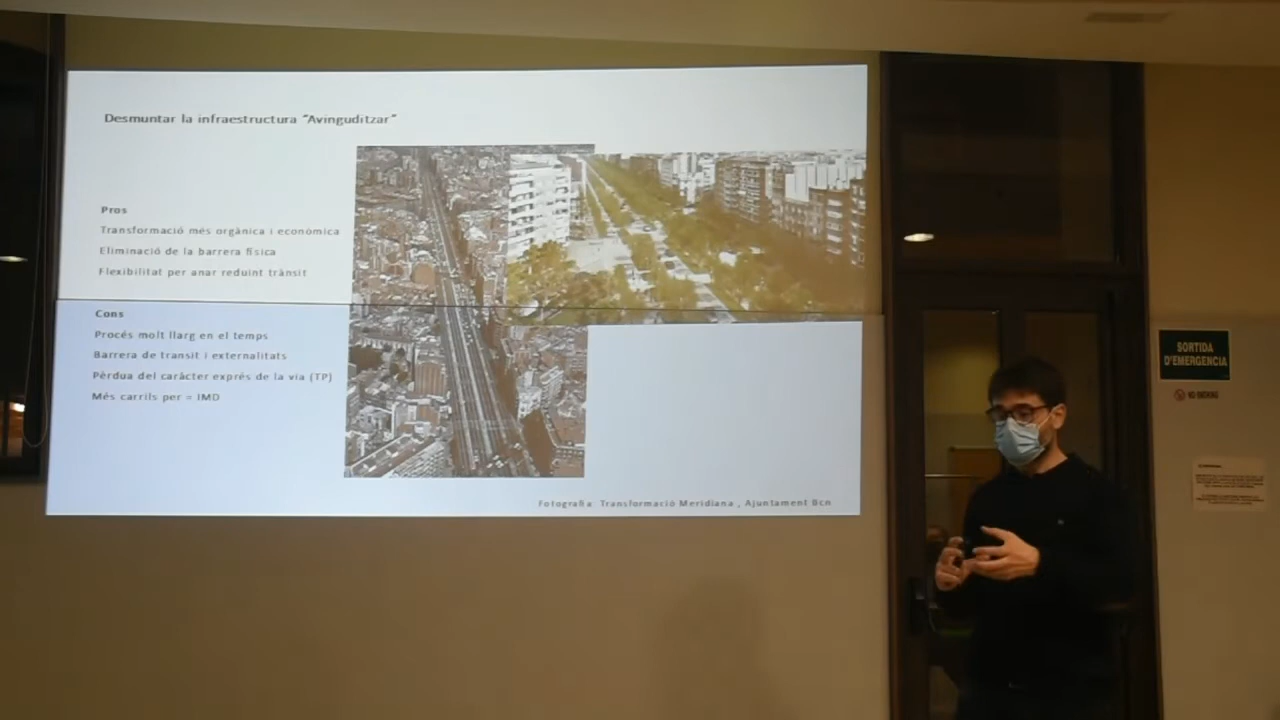 Desmuntar la infraestructura "Avinguditzar"
Pros
Transformació més orgànica i econòmica
Eliminació de la barrera física
Flexibilitat per anar reduint trànsit
Cons
Procés molt llarg en el temps
Barrera de transit i externalitats
Pèrdua del caràcter exprés de la via (TP)
Més carrils per = IMD
Fotografia Transformació Meridiana , Ajuntament Bcn
SORTIDA
D'EMERGENCIA
NO SMOKING